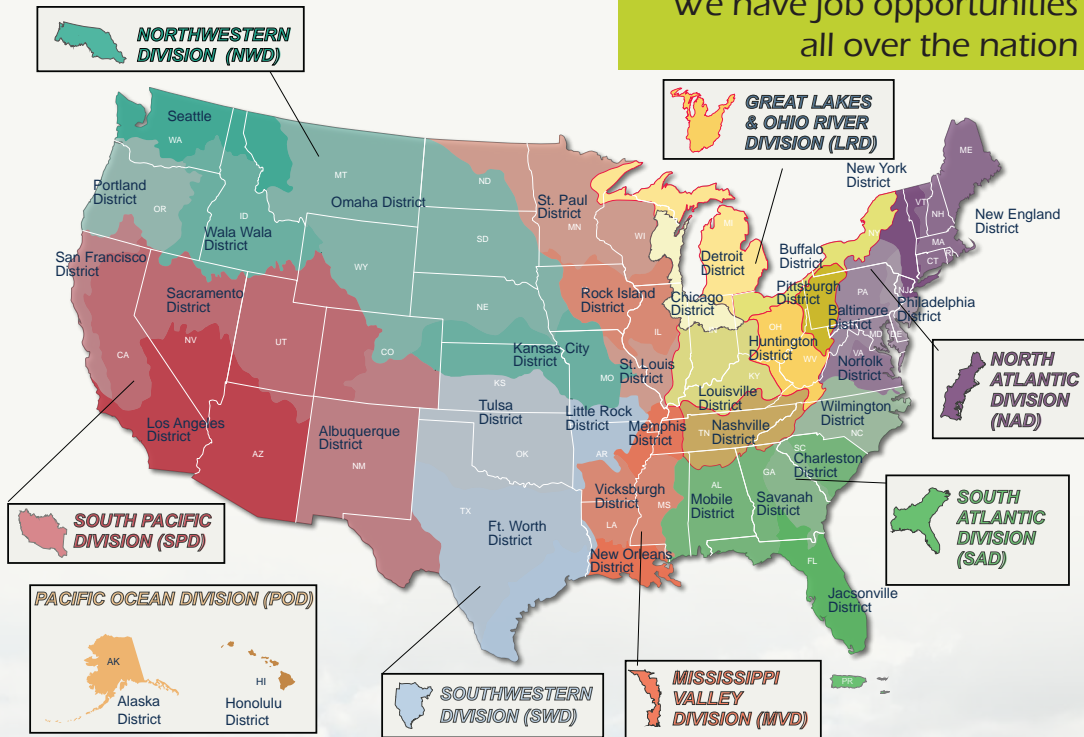 We have job opportunities
all over the nation
NORTHWESTERN
DIVISION (NWD)
GREAT LAKES
& OHIO RIVER
DIVISION (LRD)
Seattle
WA
Portland
District
OR
ID
Wala Wala
District
MT
Omaha District
ND
SD
WY
NE
St. Paul
District
MN
WI
MI
Detroit
District
New York
District
ME
VT
NH
New England
District
MA
CT
RI
NY
Buffalo
District
Pittsburgh
District
PA
NJ
Philadelphia
District
Baltimore
District
MD
DE
VA
Norfolk
District
San Francisco
District
Sacramento
District
NV
CA
UT
CO
Rock Island
District
Chicago
District
IL
OH
Huntington
District
WV
KY
Kansas City
District
KS
MO
St. Louis
District
Louisville
District
Los Angeles
District
AZ
Albuquerque
District
NM
Tulsa
District
OK
Little Rock
District
AR
Memphis
District
TN
Nashville
District
Wilmington
District
NC
SC
Charleston
District
TX
Ft. Worth
District
Vicksburgh
District
LA
MS
AL
Mobile
District
GA
Savanah
District
New Orleans
District
FL
Jacsonville
District
PR
NORTH
ATLANTIC
DIVISION
(NAD)
SOUTH
ATLANTIC
DIVISION
(SAD)
SOUTH PACIFIC
DIVISION (SPD)
PACIFIC OCEAN DIVISION (POD)
AK
Alaska
District
HI
Honolulu
District
SOUTHWESTERN
DIVISION (SWD)
MISSISSIPPI
VALLEY
DIVISION (MVD)